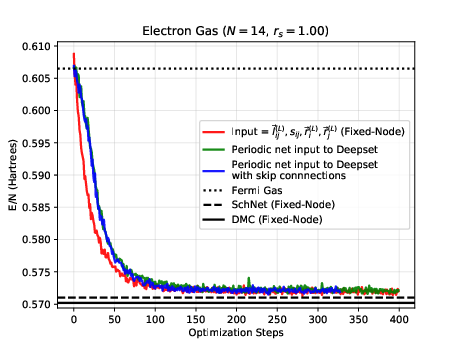 Electron Gas (N = 14, r_s = 1.00)
0.610
0.605
0.600
0.595
0.590
0.585
0.580
0.575
0.570
E/N (Hartrees)
Input = r⃗_ij^(L), s_ij, r⃗_i^(L), r⃗_j^(L) (Fixed-Node)
Periodic net input to Deepset
Periodic net input to Deepset
with skip connnections
Fermi Gas
SchNet (Fixed-Node)
DMC (Fixed-Node)
0 50 100 150 200 250 300 350 400
Optimization Steps